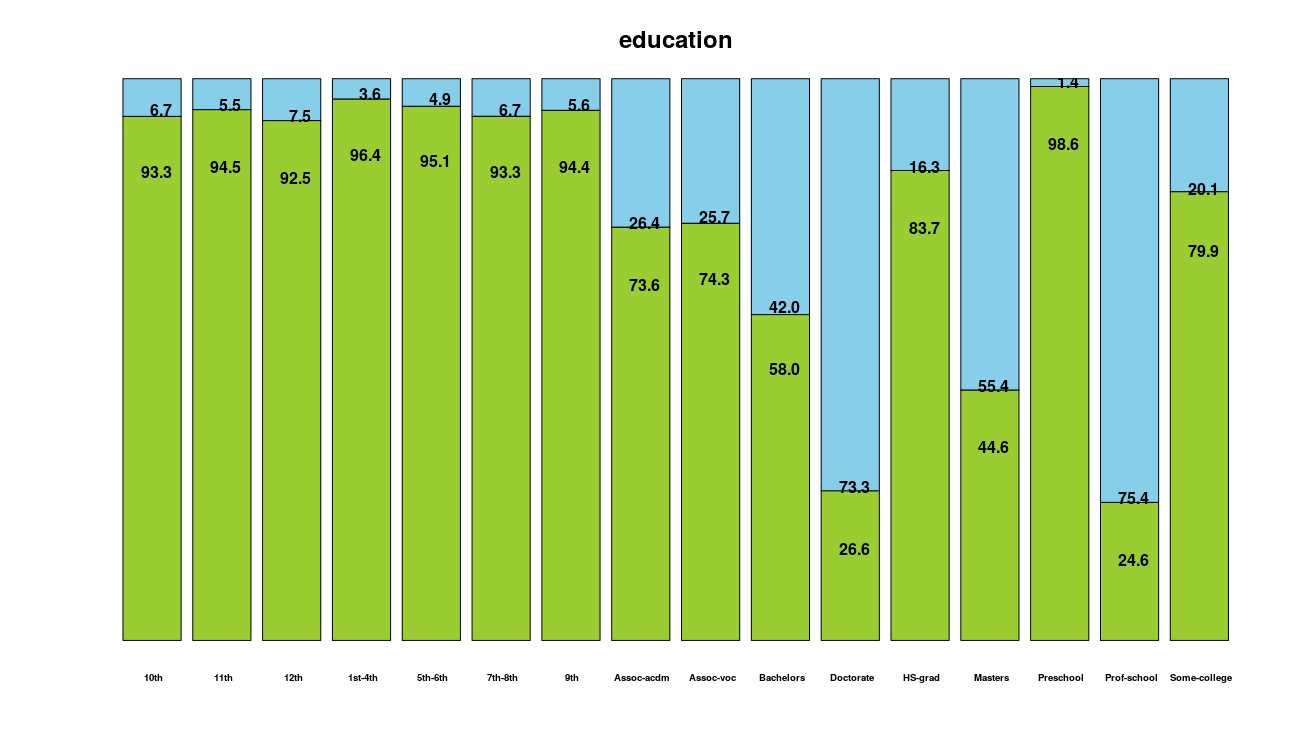 education
6.7 5.5 7.5 3.6 4.9 6.7 5.6 26.4 25.7 42.0 73.3 16.3 55.4 1.4 75.4 20.1
93.3 94.5 92.5 96.4 95.1 93.3 94.4 73.6 74.3 58.0 26.6 83.7 44.6 98.6 24.6 79.9
10th 11th 12th 1st-4th 5th-6th 7th-8th 9th Assoc-acdm Assoc-voc Bachelors Doctorate HS-grad Masters Preschool Prof-school Some-college